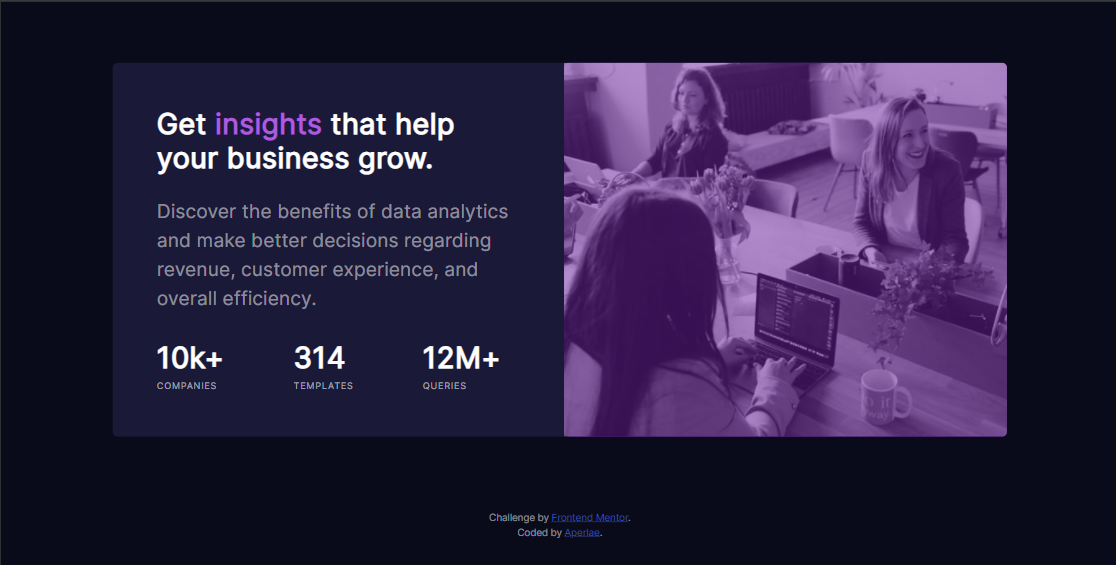 Get insights that help
your business grow.
Discover the benefits of data analytics
and make better decisions regarding
revenue, customer experience, and
overall efficiency.
10k+ 314 12M+
COMPANIES TEMPLATES QUERIES
Challenge by Frontend Mentor.
Coded by Aperlae.